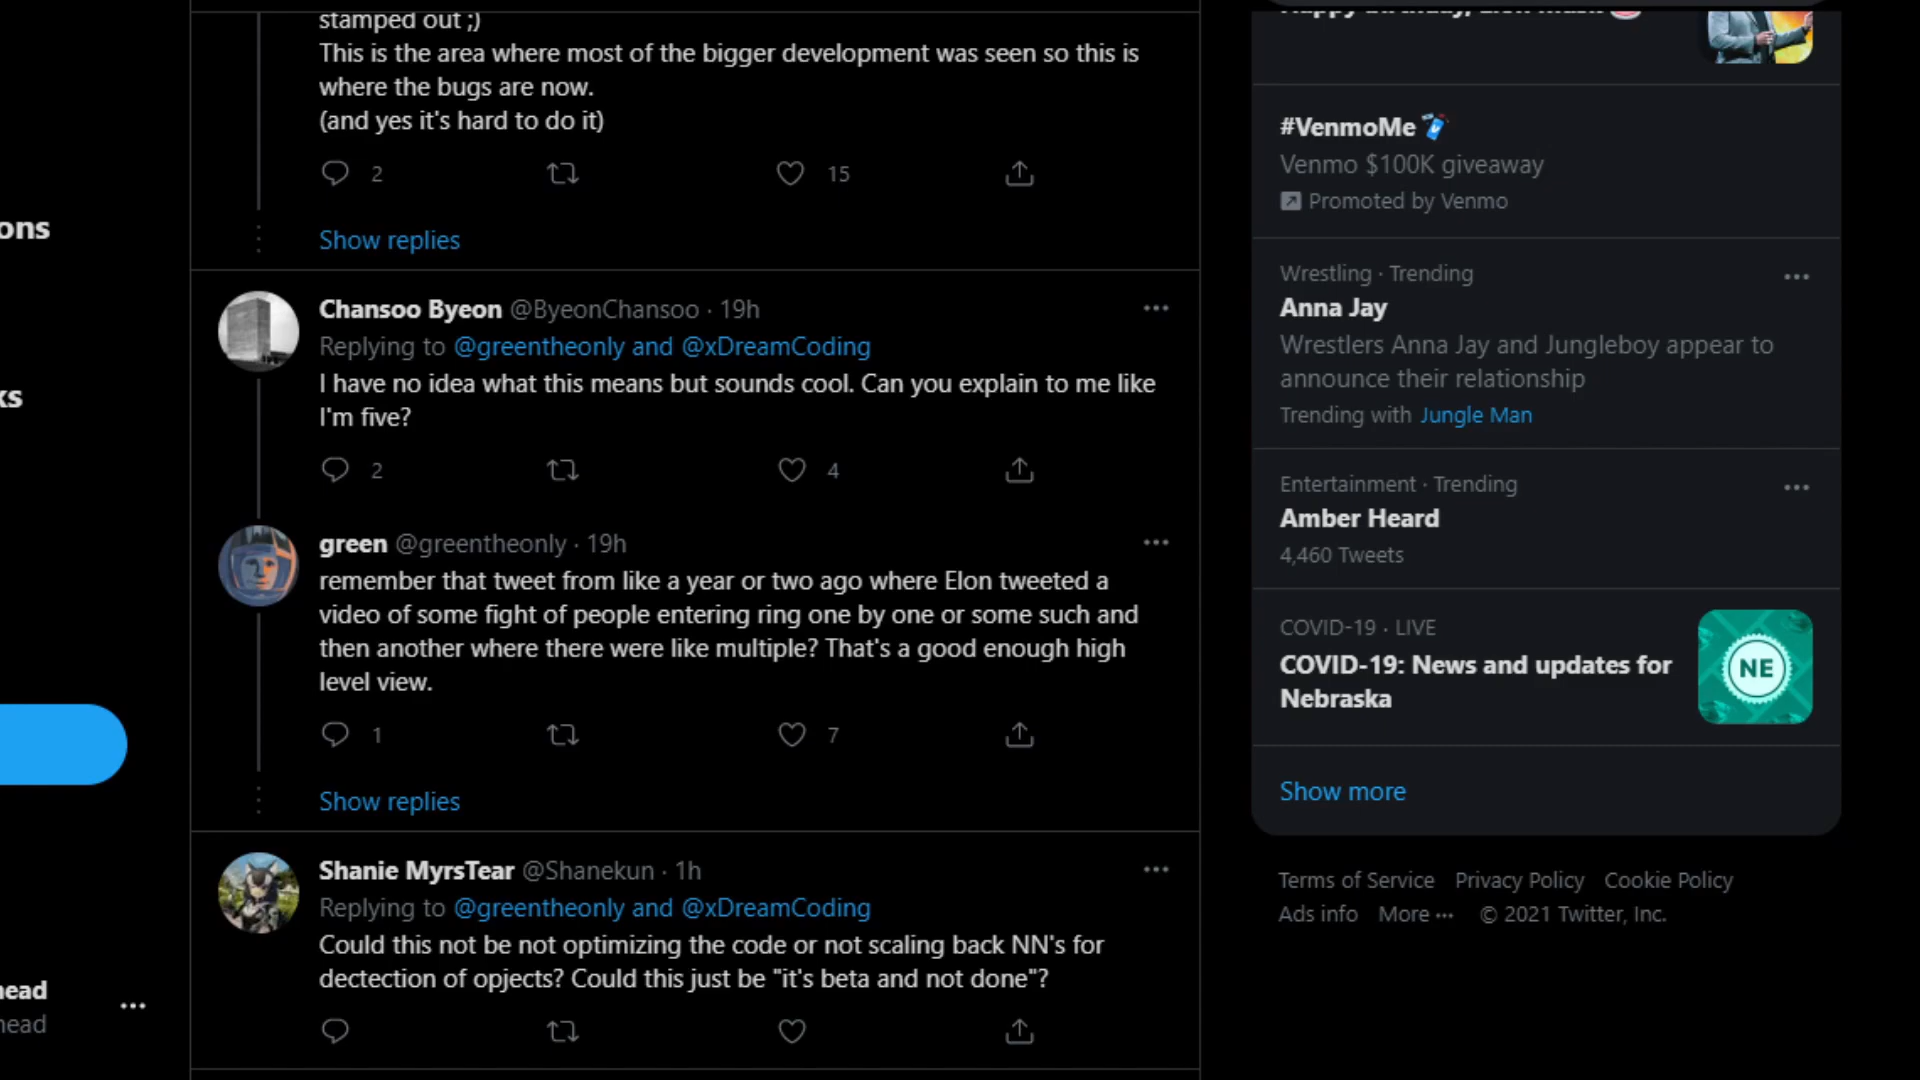 stamped out ;)
This is the area where most of the bigger development was seen so this is
where the bugs are now.
(and yes it's hard to do it)
2
15
Show replies
Chansoo Byeon @ByeonChansoo · 19h
Replying to @greentheonly and @xDreamCoding
I have no idea what this means but sounds cool. Can you explain to me like
I'm five?
2
4
green @greentheonly · 19h
remember that tweet from like a year or two ago where Elon tweeted a
video of some fight of people entering ring one by one or some such and
then another where there were like multiple? That's a good enough high
level view.
1
7
Show replies
Shanie MyrsTear @Shanekun · 1h
Replying to @greentheonly and @xDreamCoding
Could this not be not optimizing the code or not scaling back NN's for
dectection of opjects? Could this just be "it's beta and not done"?
ons
ks
ead
ead
#VenmoMe
Venmo $100K giveaway
Promoted by Venmo
Wrestling · Trending
Anna Jay
Wrestlers Anna Jay and Jungleboy appear to
announce their relationship
Trending with Jungle Man
Entertainment · Trending
Amber Heard
4,460 Tweets
COVID-19 · LIVE
COVID-19: News and updates for
Nebraska
NE
Show more
Terms of Service Privacy Policy Cookie Policy
Ads info More ··· © 2021 Twitter, Inc.